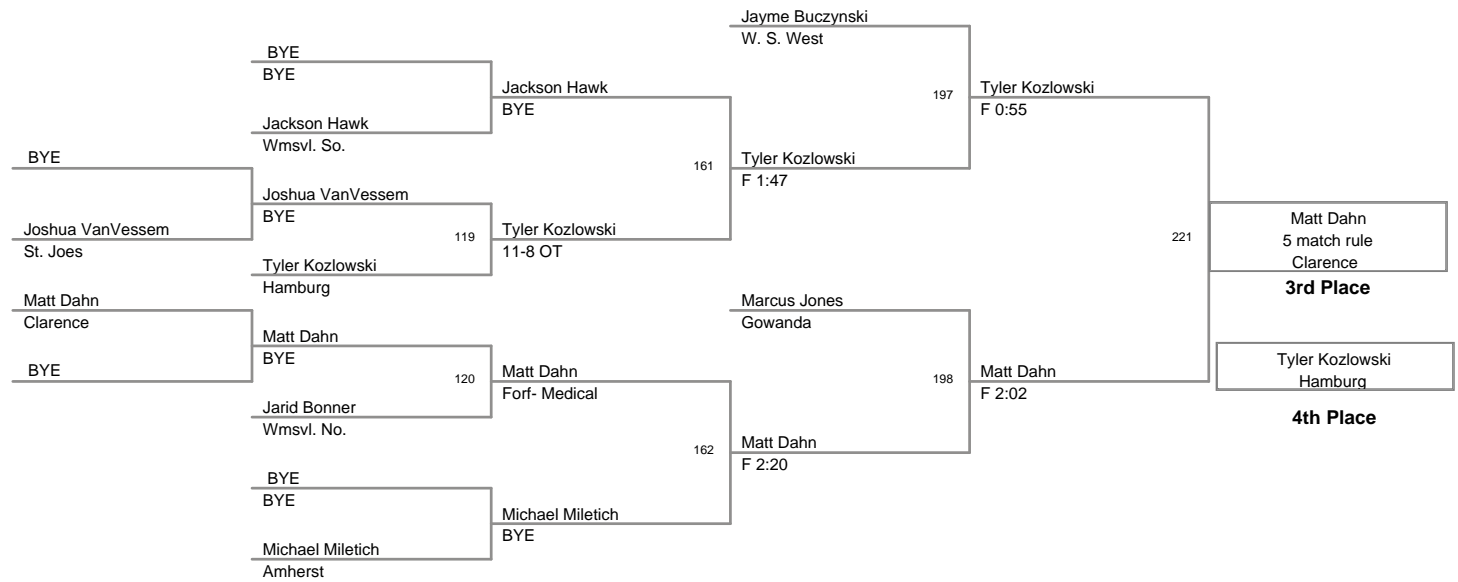 Jayme Buczynski
W. S. West
BYE
BYE
Jackson Hawk
BYE
197
Tyler Kozlowski
F 0:55
Jackson Hawk
Wmsvl. So.
BYE
161
Tyler Kozlowski
F 1:47
Joshua VanVessem
BYE
Joshua VanVessem
St. Joes
119
Tyler Kozlowski
11-8 OT
221
Matt Dahn
5 match rule
Clarence
3rd Place
Tyler Kozlowski
Hamburg
Matt Dahn
Clarence
Marcus Jones
Gowanda
Matt Dahn
BYE
BYE
120
Matt Dahn
Forf- Medical
198
Matt Dahn
F 2:02
Tyler Kozlowski
Hamburg
4th Place
Jarid Bonner
Wmsvl. No.
162
Matt Dahn
F 2:20
BYE
BYE
Michael Miletich
BYE
Michael Miletich
Amherst